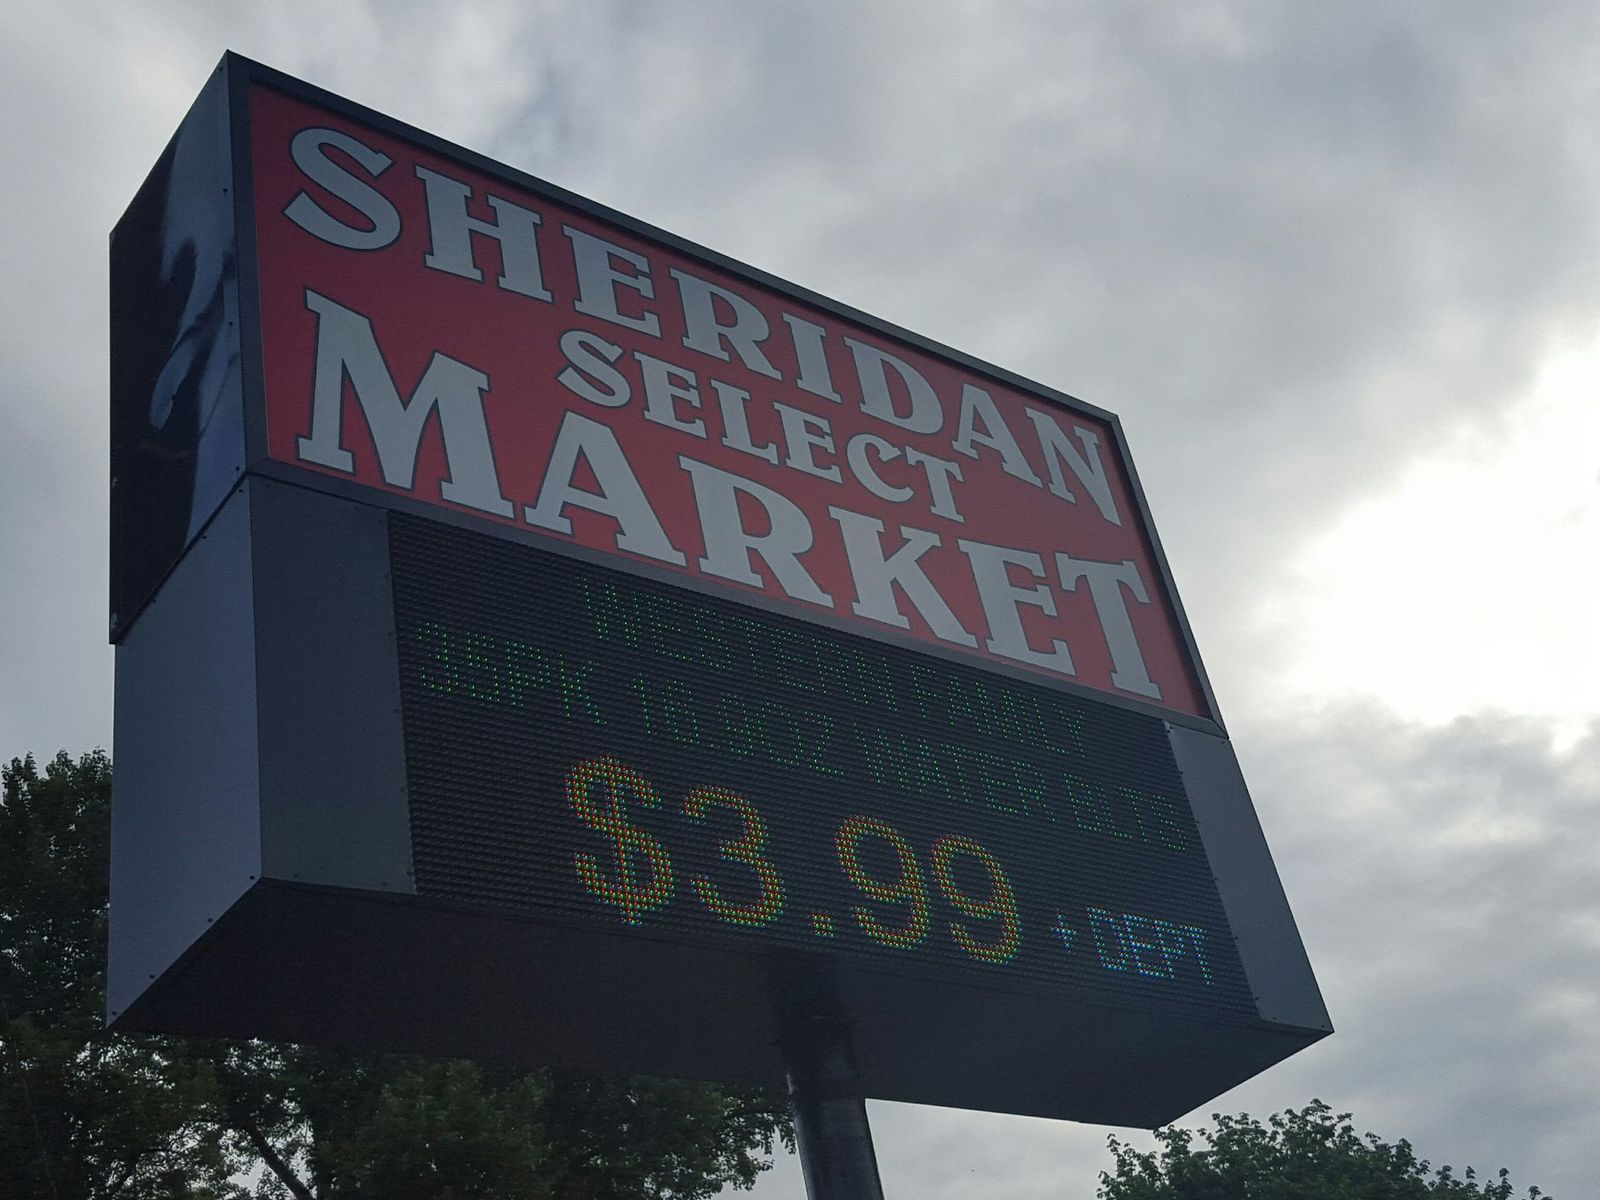 SHERIDAN
SELECT
MARKET
WESTERN FAMILY
35PK 16.9OZ WATER BLTS
$3.99 + DEPT